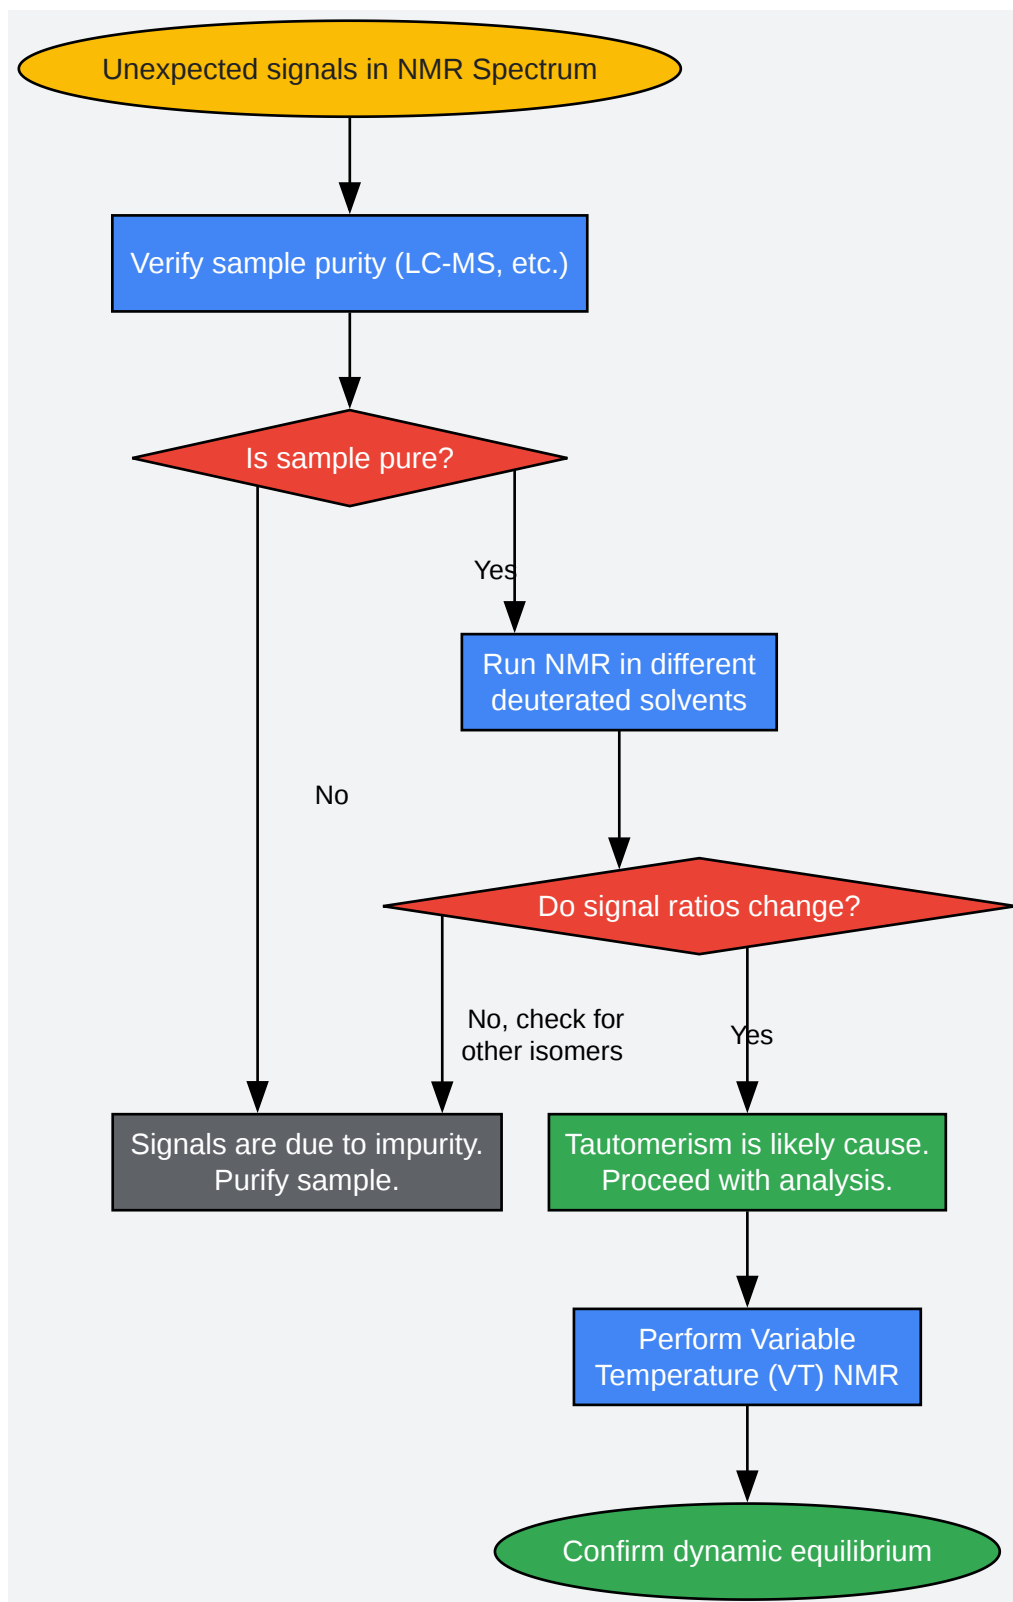 Unexpected signals in NMR Spectrum
Verify sample purity (LC-MS, etc.)
Is sample pure?
Yes
Run NMR in different
deuterated solvents
No
Do signal ratios change?
No, check for
other isomers
Yes
Signals are due to impurity.
Purify sample.
Tautomerism is likely cause.
Proceed with analysis.
Perform Variable
Temperature (VT) NMR
Confirm dynamic equilibrium